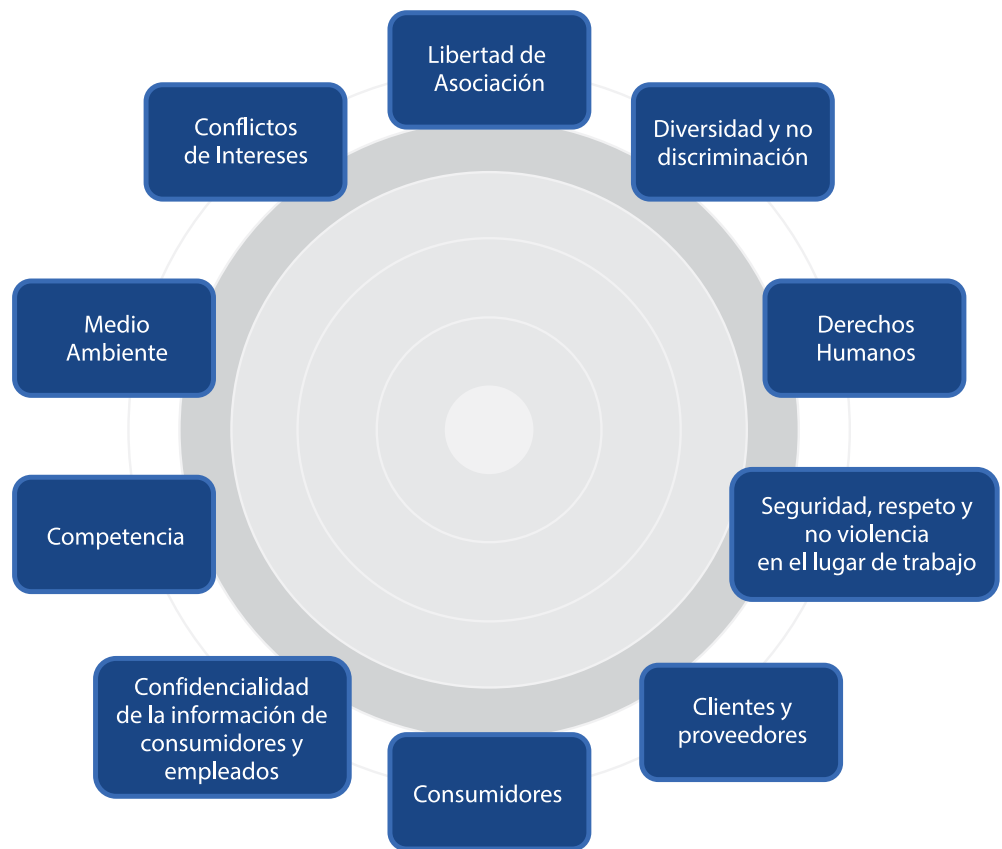 Libertad de
Asociación
Diversidad y no
discriminación
Derechos
Humanos
Seguridad, respeto y
no violencia
en el lugar de trabajo
Clientes y
proveedores
Consumidores
Confidencialidad
de la información de
consumidores y
empleados
Competencia
Medio
Ambiente
Conflictos
de Intereses